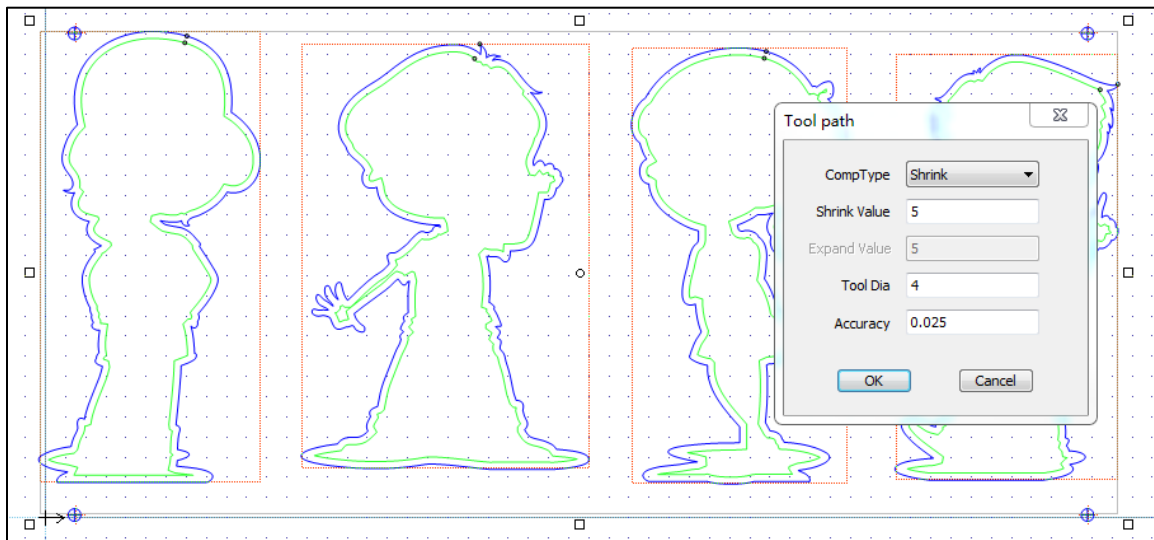 Tool path
CompType Shrink
Shrink Value 5
Expand Value 5
Tool Dia 4
Accuracy 0.025
OK Cancel